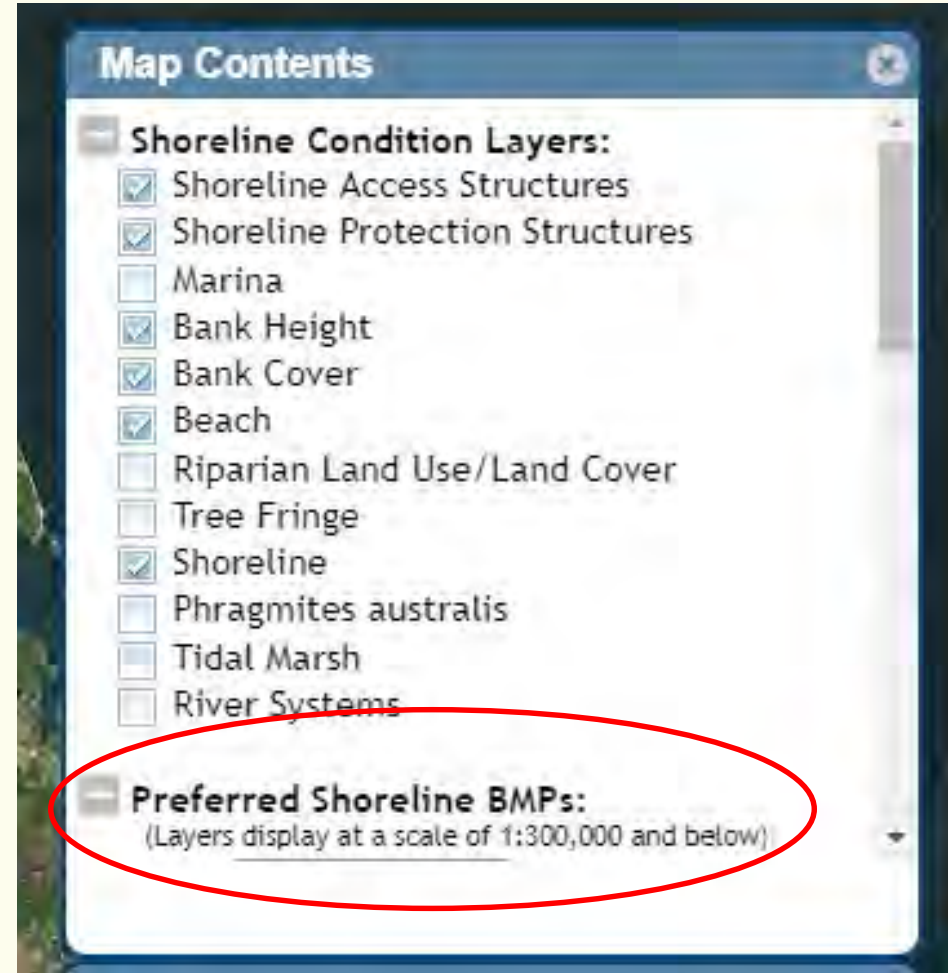 Map Contents
Shoreline Condition Layers:
Shoreline Access Structures
Shoreline Protection Structures
Marina
Bank Height
Bank Cover
Beach
Riparian Land Use/Land Cover
Tree Fringe
Shoreline
Phragmites australis
Tidal Marsh
River Systems
Preferred Shoreline BMPs:
(Layers display at a scale of 1:300,000 and below)